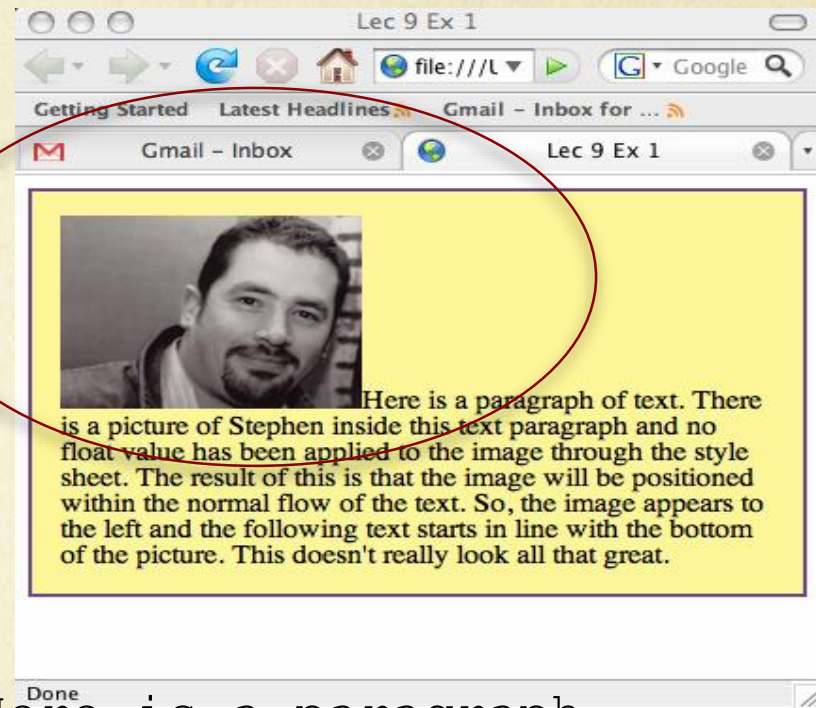 Lec 9 Ex 1
file:///L
G Google
Getting Started Latest Headlines Gmail – Inbox for ...
Gmail – Inbox Lec 9 Ex 1
Here is a paragraph of text. There
is a picture of Stephen inside this text paragraph and no
float value has been applied to the image through the style
sheet. The result of this is that the image will be positioned
within the normal flow of the text. So, the image appears to
the left and the following text starts in line with the bottom
of the picture. This doesn't really look all that great.
Done
is a paragraph